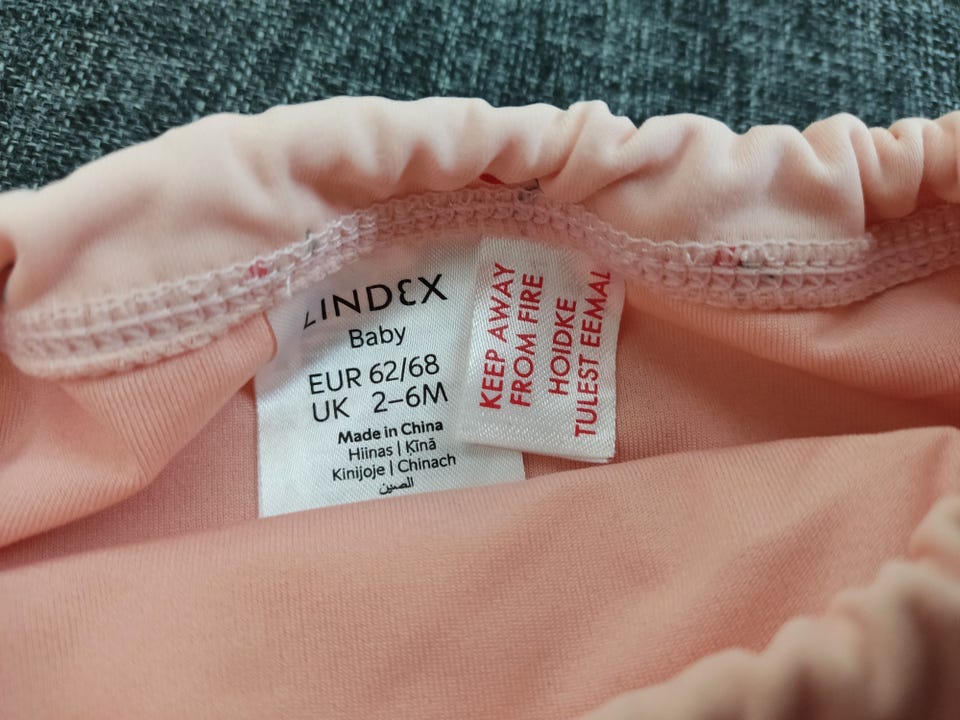 LINDEX
Baby
EUR 62/68
UK 2–6M
Made in China
Hiinas | Ķīnā
Kinijoje | Chinach
الصين
KEEP AWAY
FROM FIRE
HOIDKE
TULEST EEMAL